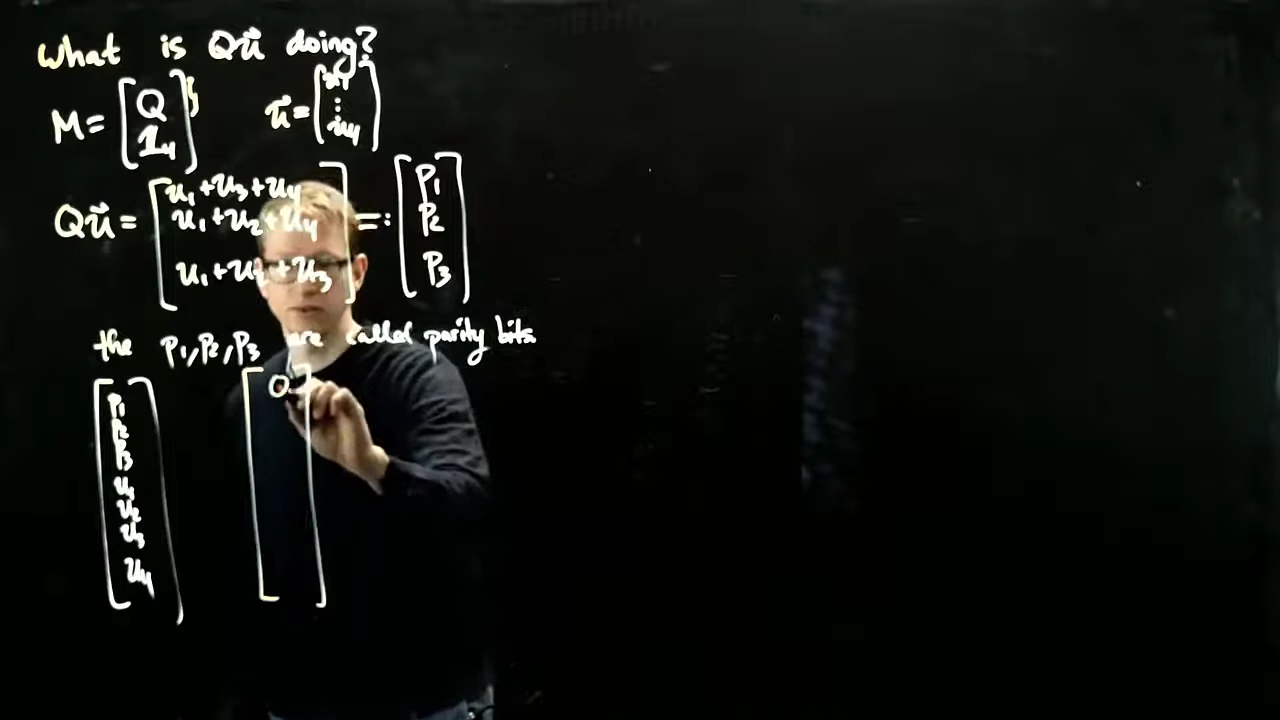 What is Qu⃗ doing?
M = [Q 1₄]} u⃗ = [u₁ ⋮ u₄]
Qu⃗ = [u₁+u₃+u₄ u₁+u₂+u₄ u₁+u₂+u₃] =: [p₁ p₂ p₃]
the p₁, p₂, p₃ are called parity bits
[p₁ p₂ p₃ u₁ u₂ u₃ u₄] [0]